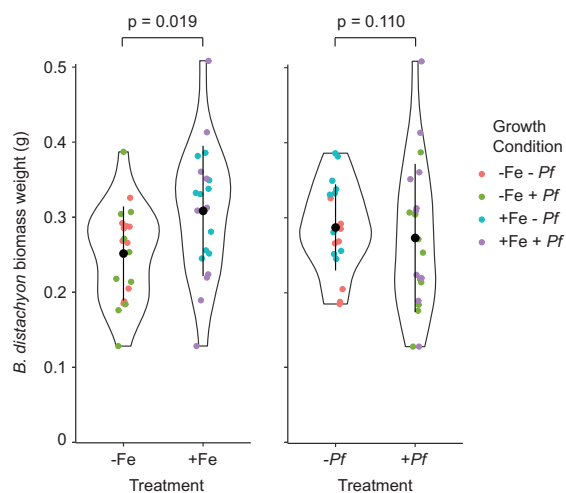 p = 0.019
p = 0.110
0.5
0.4
0.3
0.2
0.1
0
B. distachyon biomass weight (g)
-Fe
+Fe
Treatment
-Pf
+Pf
Treatment
Growth
Condition
-Fe - Pf
-Fe + Pf
+Fe - Pf
+Fe + Pf